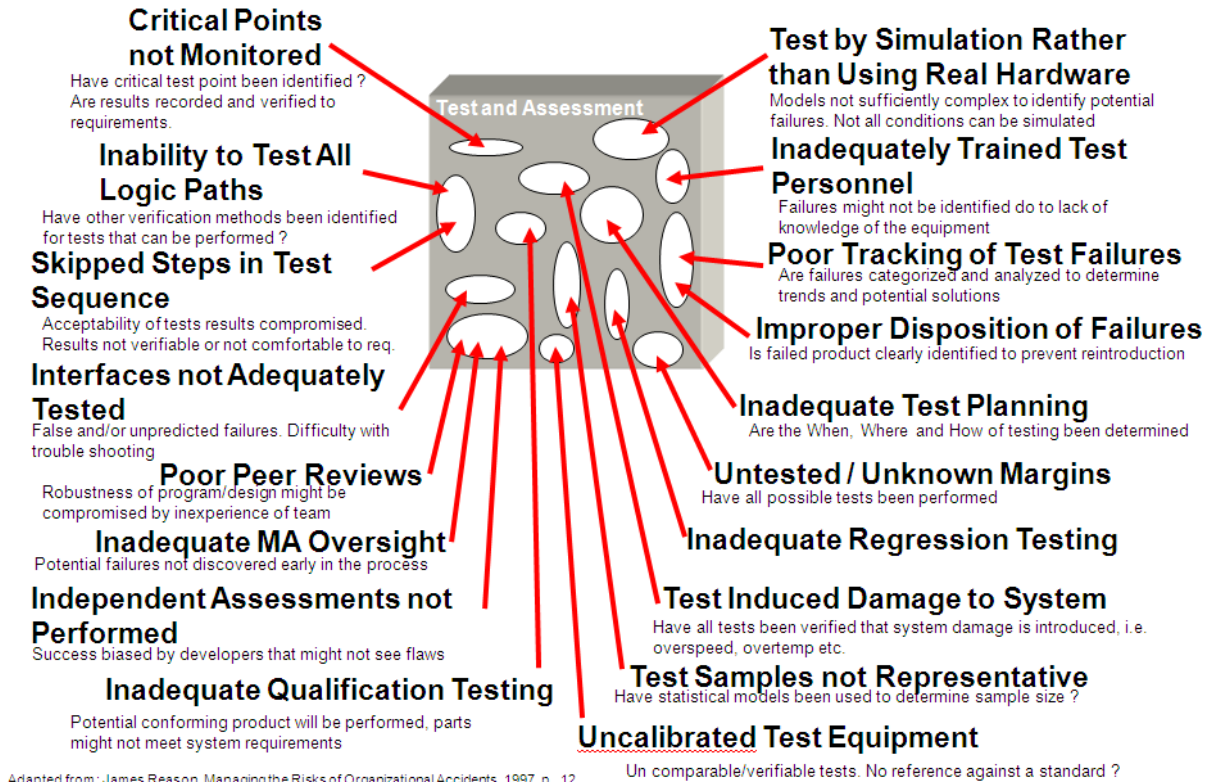 Critical Points
not Monitored
Have critical test point been identified ?
Are results recorded and verified to
requirements.
Inability to Test All
Logic Paths
Have other verification methods been identified
for tests that can be performed ?
Skipped Steps in Test
Sequence
Acceptability of tests results compromised.
Results not verifiable or not comfortable to req.
Interfaces not Adequately
Tested
False and/or unpredicted failures. Difficulty with
trouble shooting
Poor Peer Reviews
Robustness of program/design might be
compromised by inexperience of team
Inadequate MA Oversight
Potential failures not discovered early in the process
Independent Assessments not
Performed
Success biased by developers that might not see flaws
Inadequate Qualification Testing
Potential conforming product will be performed, parts
might not meet system requirements
Adapted from: James Reason, Managing the Risks of Organizational Accidents, 1997, p. 12
Test and Assessment
Test by Simulation Rather
than Using Real Hardware
Models not sufficiently complex to identify potential
failures. Not all conditions can be simulated
Inadequately Trained Test
Personnel
Failures might not be identified do to lack of
knowledge of the equipment
Poor Tracking of Test Failures
Are failures categorized and analyzed to determine
trends and potential solutions
Improper Disposition of Failures
Is failed product clearly identified to prevent reintroduction
Inadequate Test Planning
Are the When, Where and How of testing been determined
Untested / Unknown Margins
Have all possible tests been performed
Inadequate Regression Testing
Test Induced Damage to System
Have all tests been verified that system damage is introduced, i.e.
overspeed, overtemp etc.
Test Samples not Representative
Have statistical models been used to determine sample size ?
Uncalibrated Test Equipment
Un comparable/verifiable tests. No reference against a standard ?